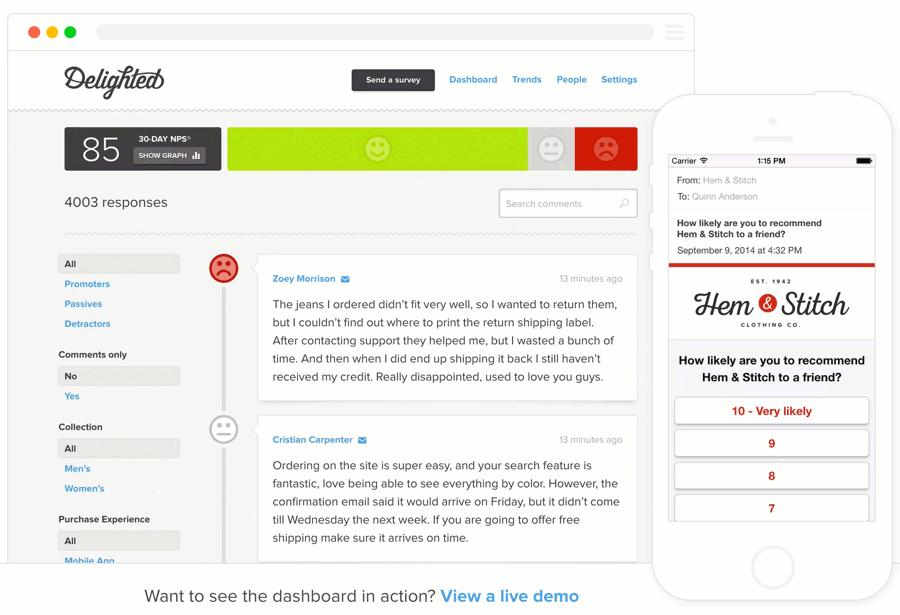 Delighted
Send a survey
Dashboard
Trends
People
Settings
85
30-DAY NPS®
SHOW GRAPH
4003 responses
Search comments
All
Promoters
Passives
Detractors
Comments only
No
Yes
Collection
All
Men's
Women's
Purchase Experience
All
Mobile App
Zoey Morrison
13 minutes ago
The jeans I ordered didn't fit very well, so I wanted to return them,
but I couldn't find out where to print the return shipping label.
After contacting support they helped me, but I wasted a bunch of
time. And then when I did end up shipping it back I still haven't
received my credit. Really disappointed, used to love you guys.
Cristian Carpenter
13 minutes ago
Ordering on the site is super easy, and your search feature is
fantastic, love being able to see everything by color. However, the
confirmation email said it would arrive on Friday, but it didn't come
till Wednesday the next week. If you are going to offer free
shipping make sure it arrives on time.
Carrier
1:15 PM
From: Hem & Stitch
To: Quinn Anderson
How likely are you to recommend
Hem & Stitch to a friend?
September 9, 2014 at 4:32 PM
EST. 1942
Hem & Stitch
CLOTHING CO.
How likely are you to recommend
Hem & Stitch to a friend?
10 - Very likely
9
8
7
Want to see the dashboard in action? View a live demo